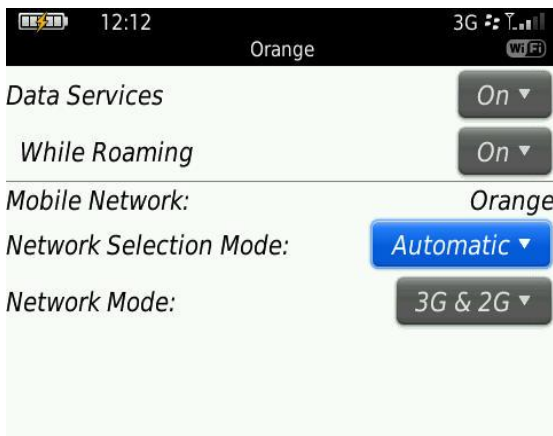 12:12 3G
Orange WiFi
Data Services On
While Roaming On
Mobile Network: Orange
Network Selection Mode: Automatic
Network Mode: 3G & 2G